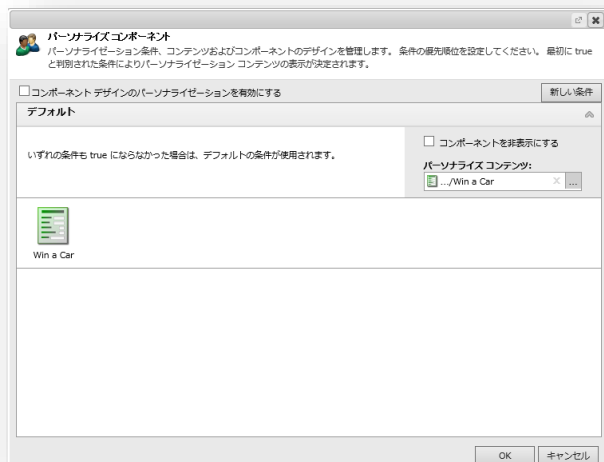 パーソナライズ コンポーネント
パーソナライゼーション条件、コンテンツおよびコンポーネントのデザインを管理します。 条件の優先順位を設定してください。 最初に true
と判別された条件によりパーソナライゼーション コンテンツの表示が決定されます。
コンポーネント デザインのパーソナライゼーションを有効にする
新しい条件
デフォルト
いずれの条件も true にならなかった場合は、デフォルトの条件が使用されます。
コンポーネントを非表示にする
パーソナライズ コンテンツ:
.../Win a Car
...
Win a Car
OK
キャンセル